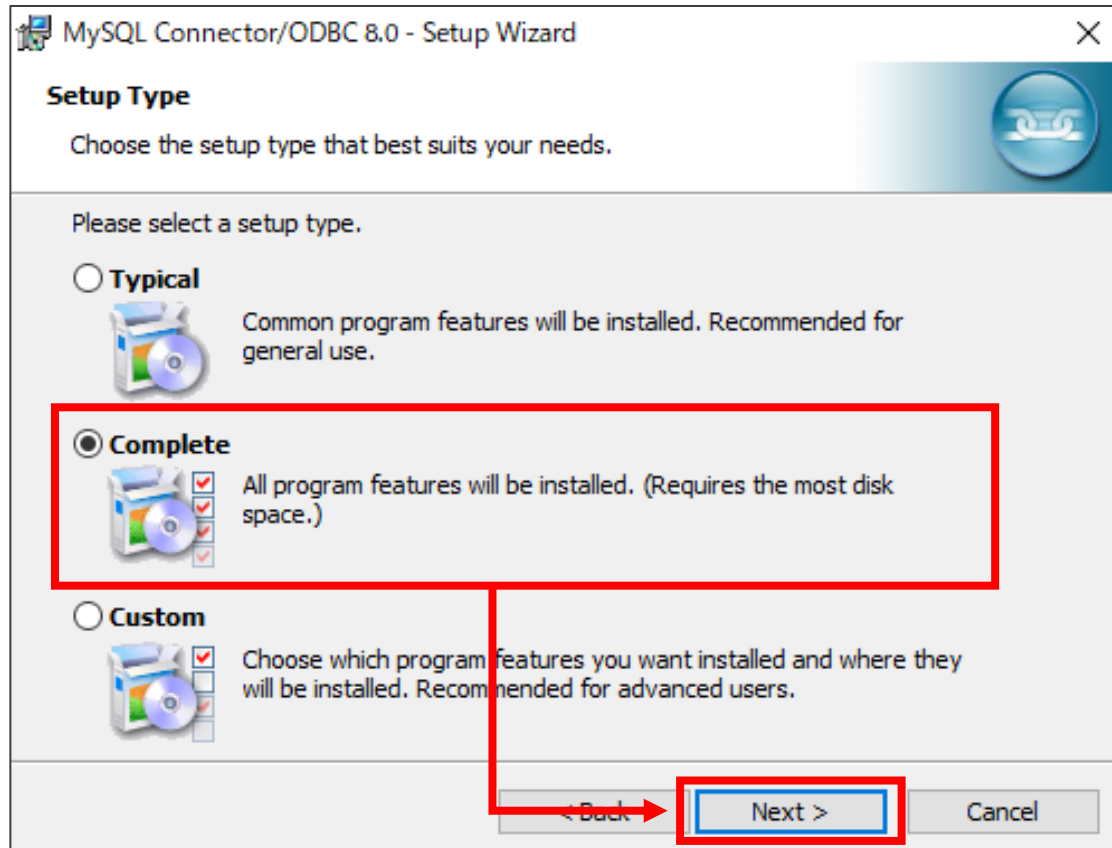 MySQL Connector/ODBC 8.0 - Setup Wizard
Setup Type
Choose the setup type that best suits your needs.
Please select a setup type.
Typical
Common program features will be installed. Recommended for
general use.
Complete
All program features will be installed. (Requires the most disk
space.)
Custom
Choose which program features you want installed and where they
will be installed. Recommended for advanced users.
< Back
Next >
Cancel